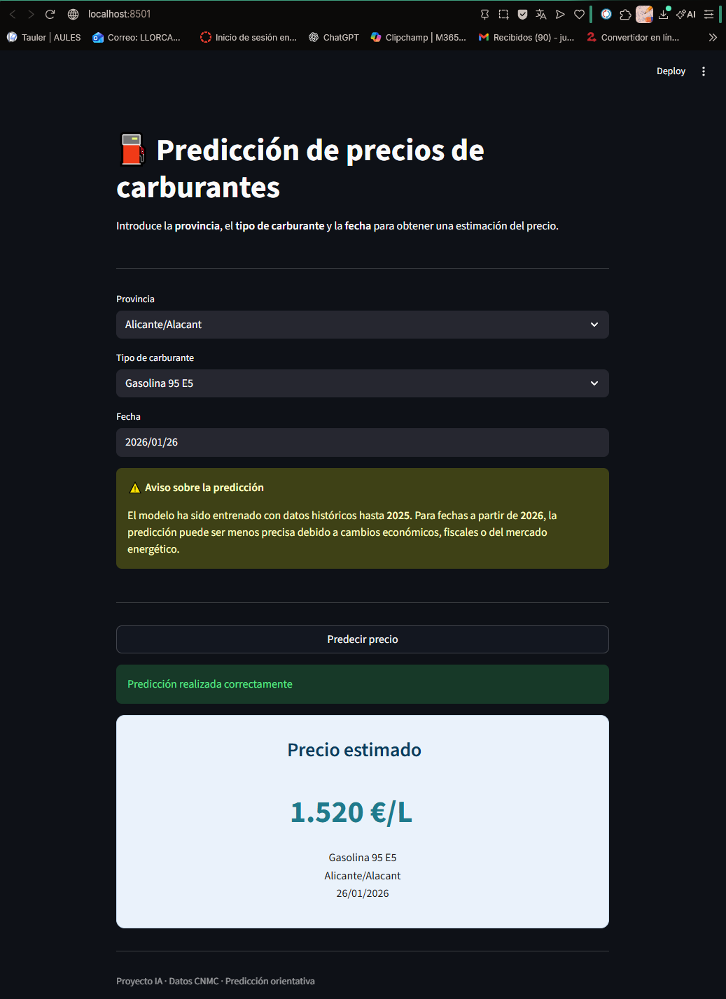 localhost:8501
AI
Tauler | AULES
Correo: LLORCA...
Inicio de sesión en...
ChatGPT
Clipchamp | M365...
Recibidos (90) - ju...
Convertidor en lín...
Deploy
Predicción de precios de
carburantes
Introduce la provincia, el tipo de carburante y la fecha para obtener una estimación del precio.
Provincia
Alicante/Alacant
Tipo de carburante
Gasolina 95 E5
Fecha
2026/01/26
Aviso sobre la predicción
El modelo ha sido entrenado con datos históricos hasta 2025. Para fechas a partir de 2026, la
predicción puede ser menos precisa debido a cambios económicos, fiscales o del mercado
energético.
Predecir precio
Predicción realizada correctamente
Precio estimado
1.520 €/L
Gasolina 95 E5
Alicante/Alacant
26/01/2026
Proyecto IA · Datos CNMC · Predicción orientativa